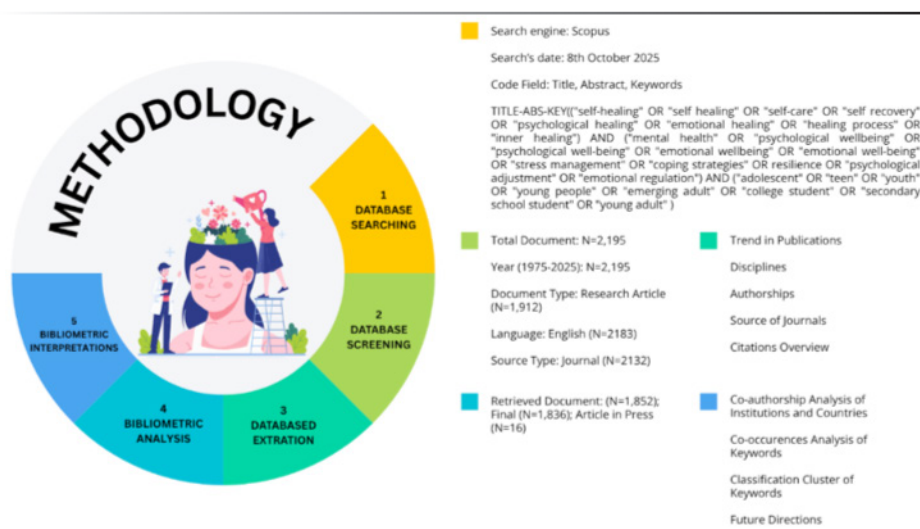 METHODOLOGY
1
DATABASE
SEARCHING
2
DATABASE
SCREENING
3
DATABASED
EXTRATION
4
BIBLIOMETRIC
ANALYSIS
5
BIBLIOMETRIC
INTERPRETATIONS
Search engine: Scopus
Search's date: 8th October 2025
Code Field: Title, Abstract, Keywords
TITLE-ABS-KEY(("self-healing" OR "self healing" OR "self-care" OR "self recovery"
OR "psychological healing" OR "emotional healing" OR "healing process" OR
"inner healing") AND ("mental health" OR "psychological wellbeing" OR
"psychological well-being" OR "emotional wellbeing" OR "emotional well-being"
OR "stress management" OR "coping strategies" OR resilience OR "psychological
adjustment" OR "emotional regulation") AND ("adolescent" OR "teen" OR "youth"
OR "young people" OR "emerging adult" OR "college student" OR "secondary
school student" OR "young adult" )
Total Document: N=2,195
Year (1975-2025): N=2,195
Document Type: Research Article
(N=1,912)
Language: English (N=2183)
Source Type: Journal (N=2132)
Trend in Publications
Disciplines
Authorships
Source of Journals
Citations Overview
Retrieved Document: (N=1,852);
Final (N=1,836); Article in Press
(N=16)
Co-authorship Analysis of
Institutions and Countries
Co-occurences Analysis of
Keywords
Classification Cluster of
Keywords
Future Directions